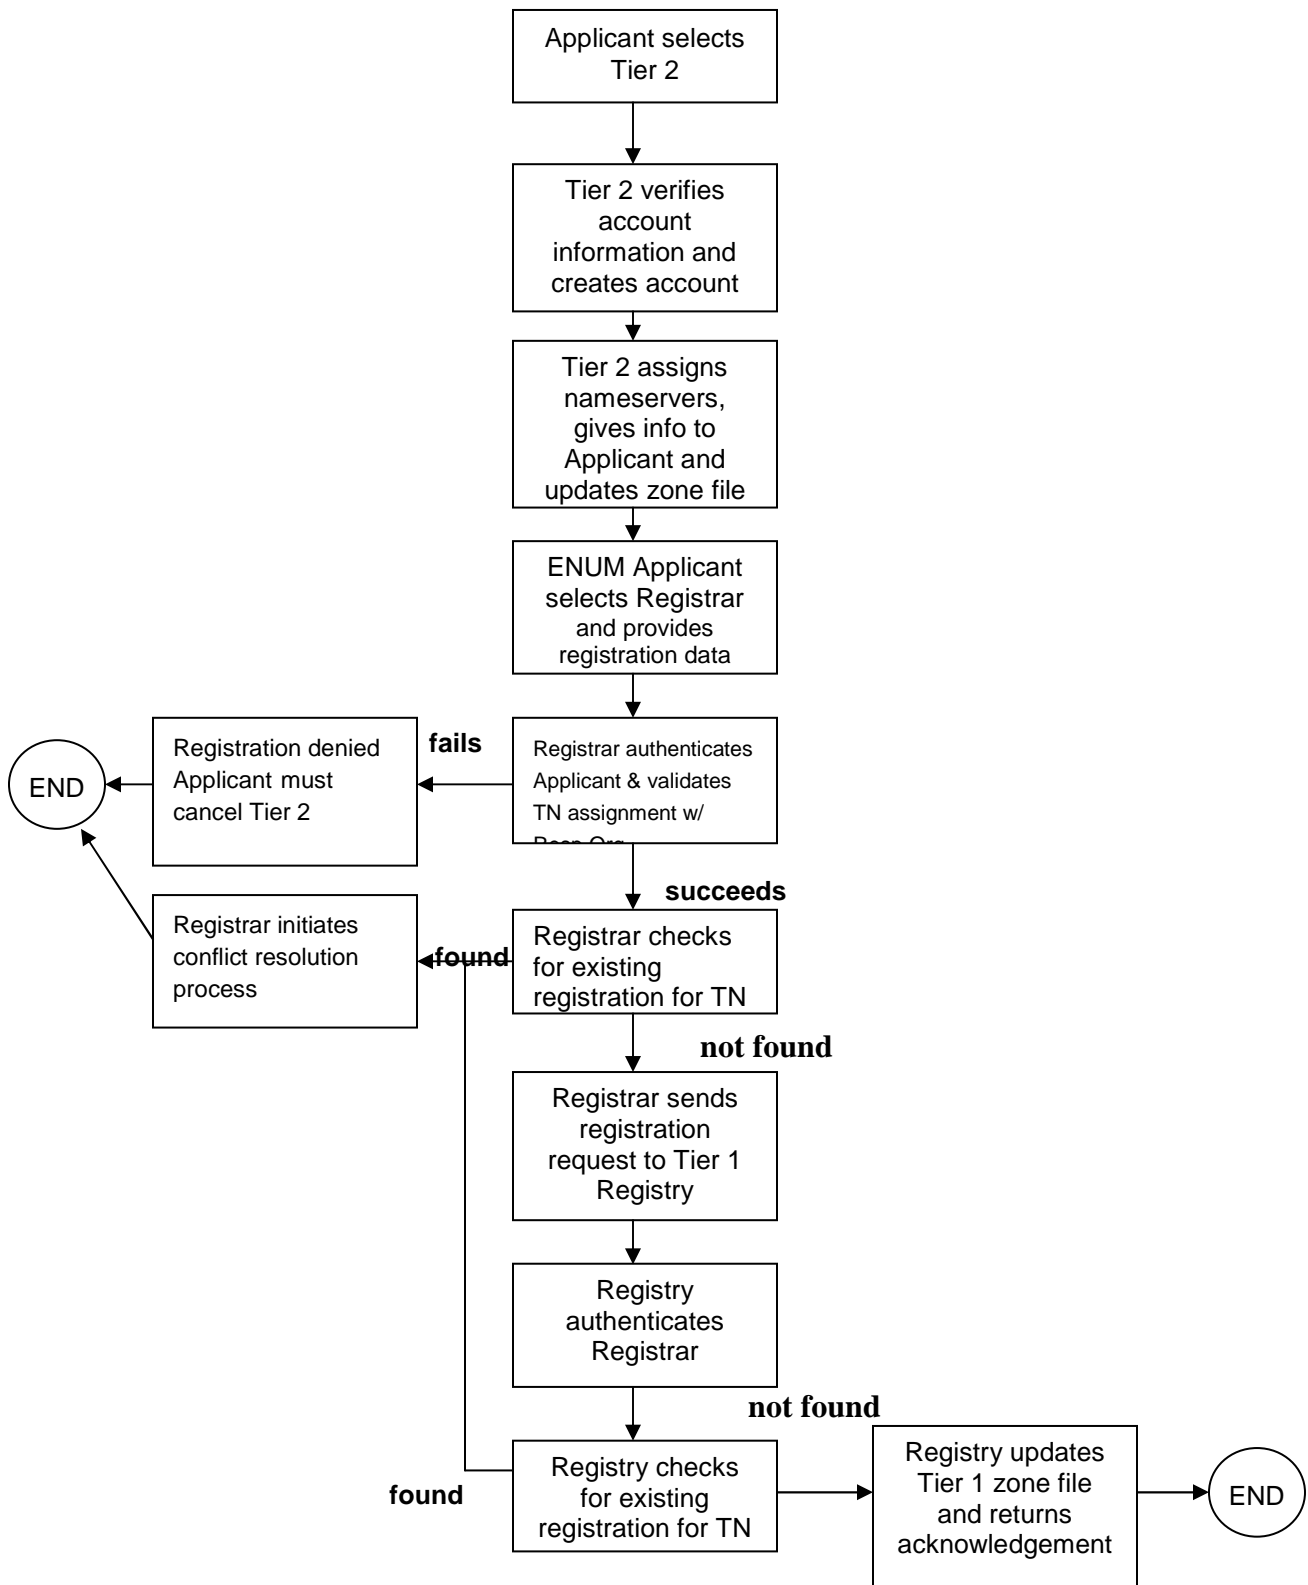 Applicant selects
Tier 2
Tier 2 verifies
account
information and
creates account
Tier 2 assigns
nameservers,
gives info to
Applicant and
updates zone file
ENUM Applicant
selects Registrar
and provides
registration data
Registrar authenticates
Applicant & validates
TN assignment w/
fails
Registration denied
Applicant must
cancel Tier 2
END
succeeds
Registrar checks
for existing
registration for TN
found
Registrar initiates
conflict resolution
process
not found
Registrar sends
registration
request to Tier 1
Registry
Registry
authenticates
Registrar
not found
Registry checks
for existing
registration for TN
found
Registry updates
Tier 1 zone file
and returns
acknowledgement
END